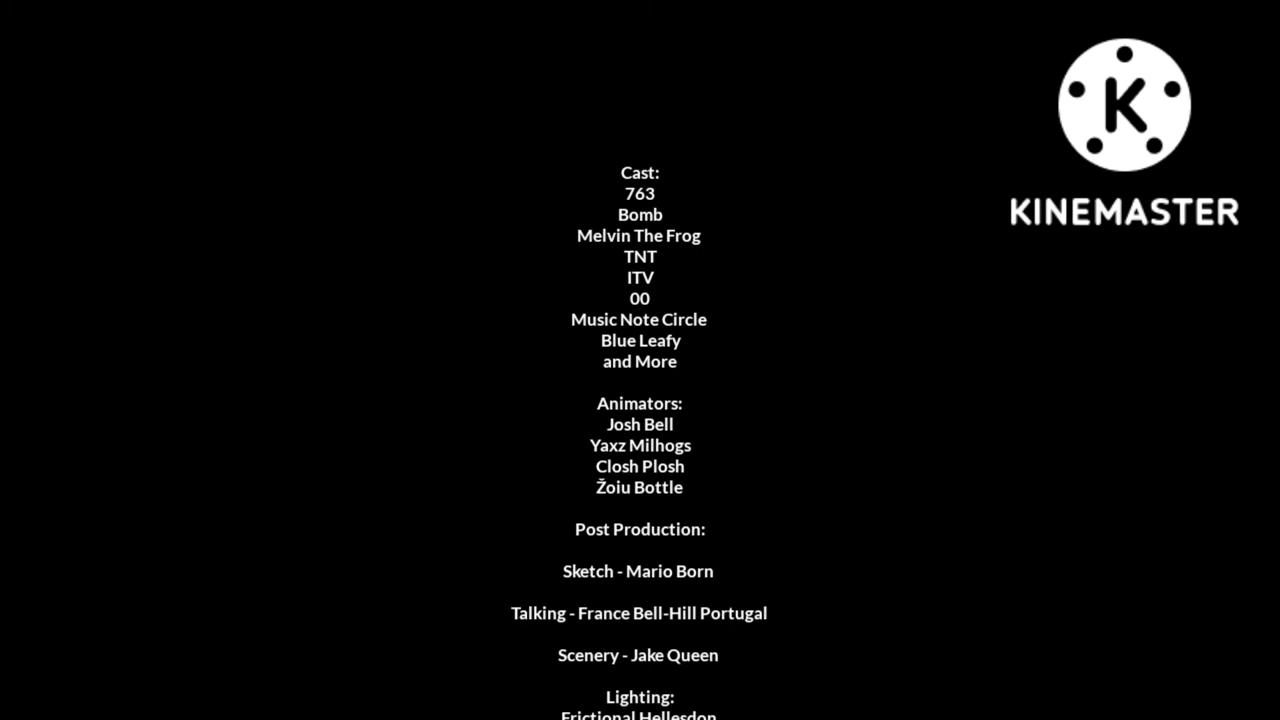 Cast:
763
Bomb
Melvin The Frog
TNT
ITV
00
Music Note Circle
Blue Leafy
and More
Animators:
Josh Bell
Yaxz Milhogs
Closh Plosh
Žoiu Bottle
Post Production:
Sketch - Mario Born
Talking - France Bell-Hill Portugal
Scenery - Jake Queen
Lighting:
Frictional Hellesdon
K
KINEMASTER